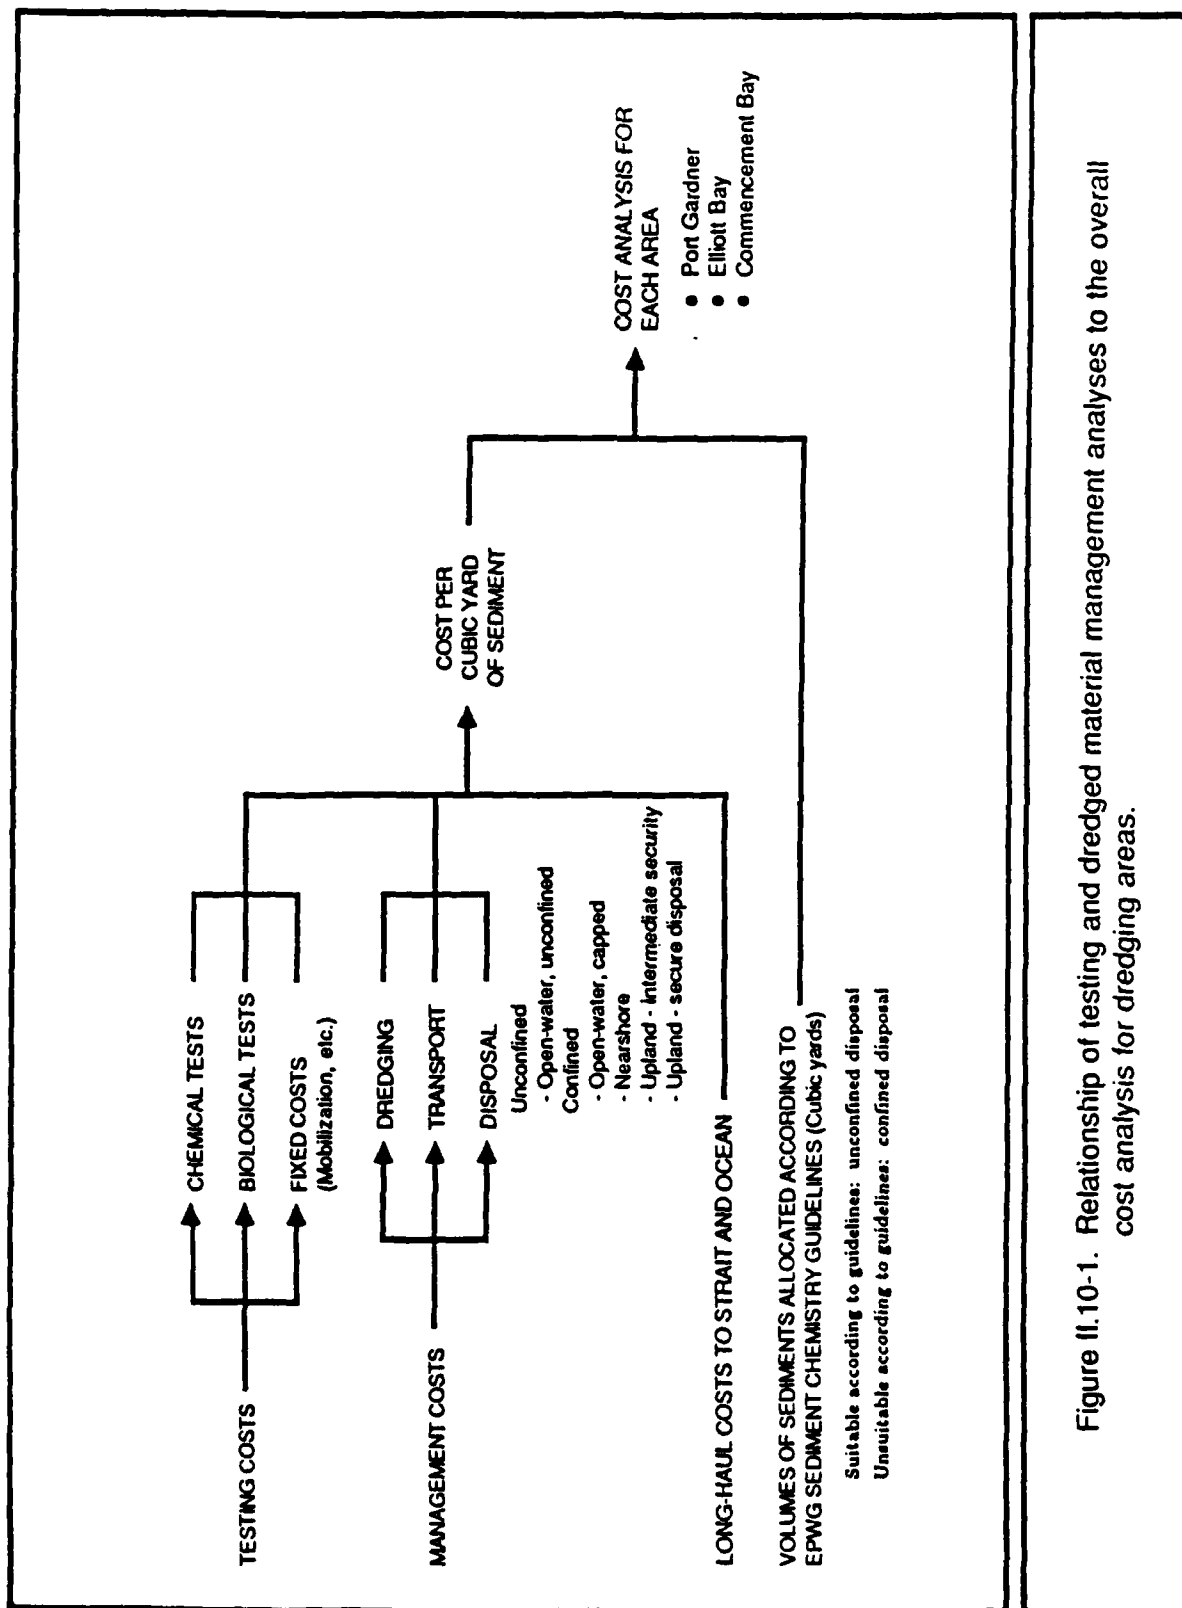 TESTING COSTS
CHEMICAL TESTS
BIOLOGICAL TESTS
FIXED COSTS
(Mobilization, etc.)
MANAGEMENT COSTS
DREDGING
TRANSPORT
DISPOSAL
Unconfined
- Open-water, unconfined
Confined
- Open-water, capped
- Nearshore
- Upland - intermediate security
- Upland - secure disposal
LONG-HAUL COSTS TO STRAIT AND OCEAN
COST PER
CUBIC YARD
OF SEDIMENT
VOLUMES OF SEDIMENTS ALLOCATED ACCORDING TO
EPWG SEDIMENT CHEMISTRY GUIDELINES (Cubic yards)
Suitable according to guidelines: unconfined disposal
Unsuitable according to guidelines: confined disposal
COST ANALYSIS FOR
EACH AREA
• Port Gardner
• Elliott Bay
• Commencement Bay
Figure II.10-1. Relationship of testing and dredged material management analyses to the overall
cost analysis for dredging areas.